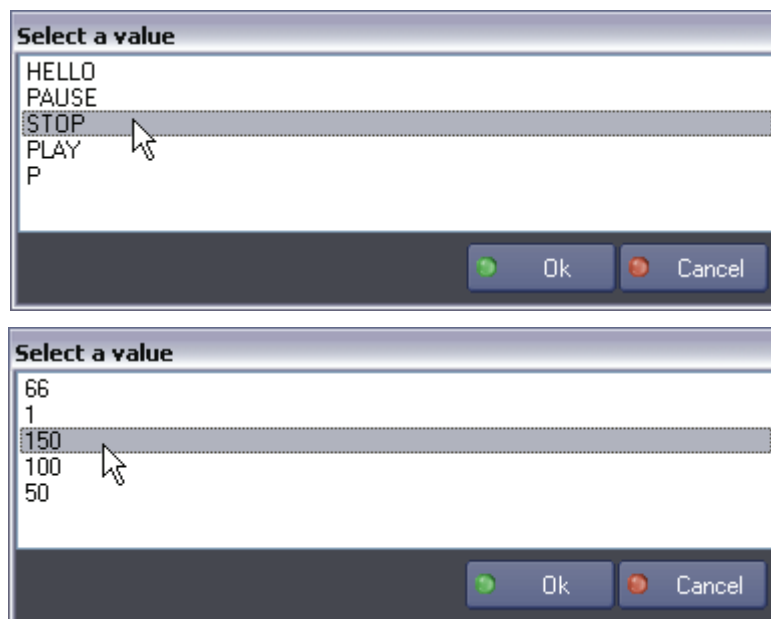 Select a value
HELLO
PAUSE
STOP
PLAY
P
Ok Cancel
Select a value
66
1
150
100
50
Ok Cancel